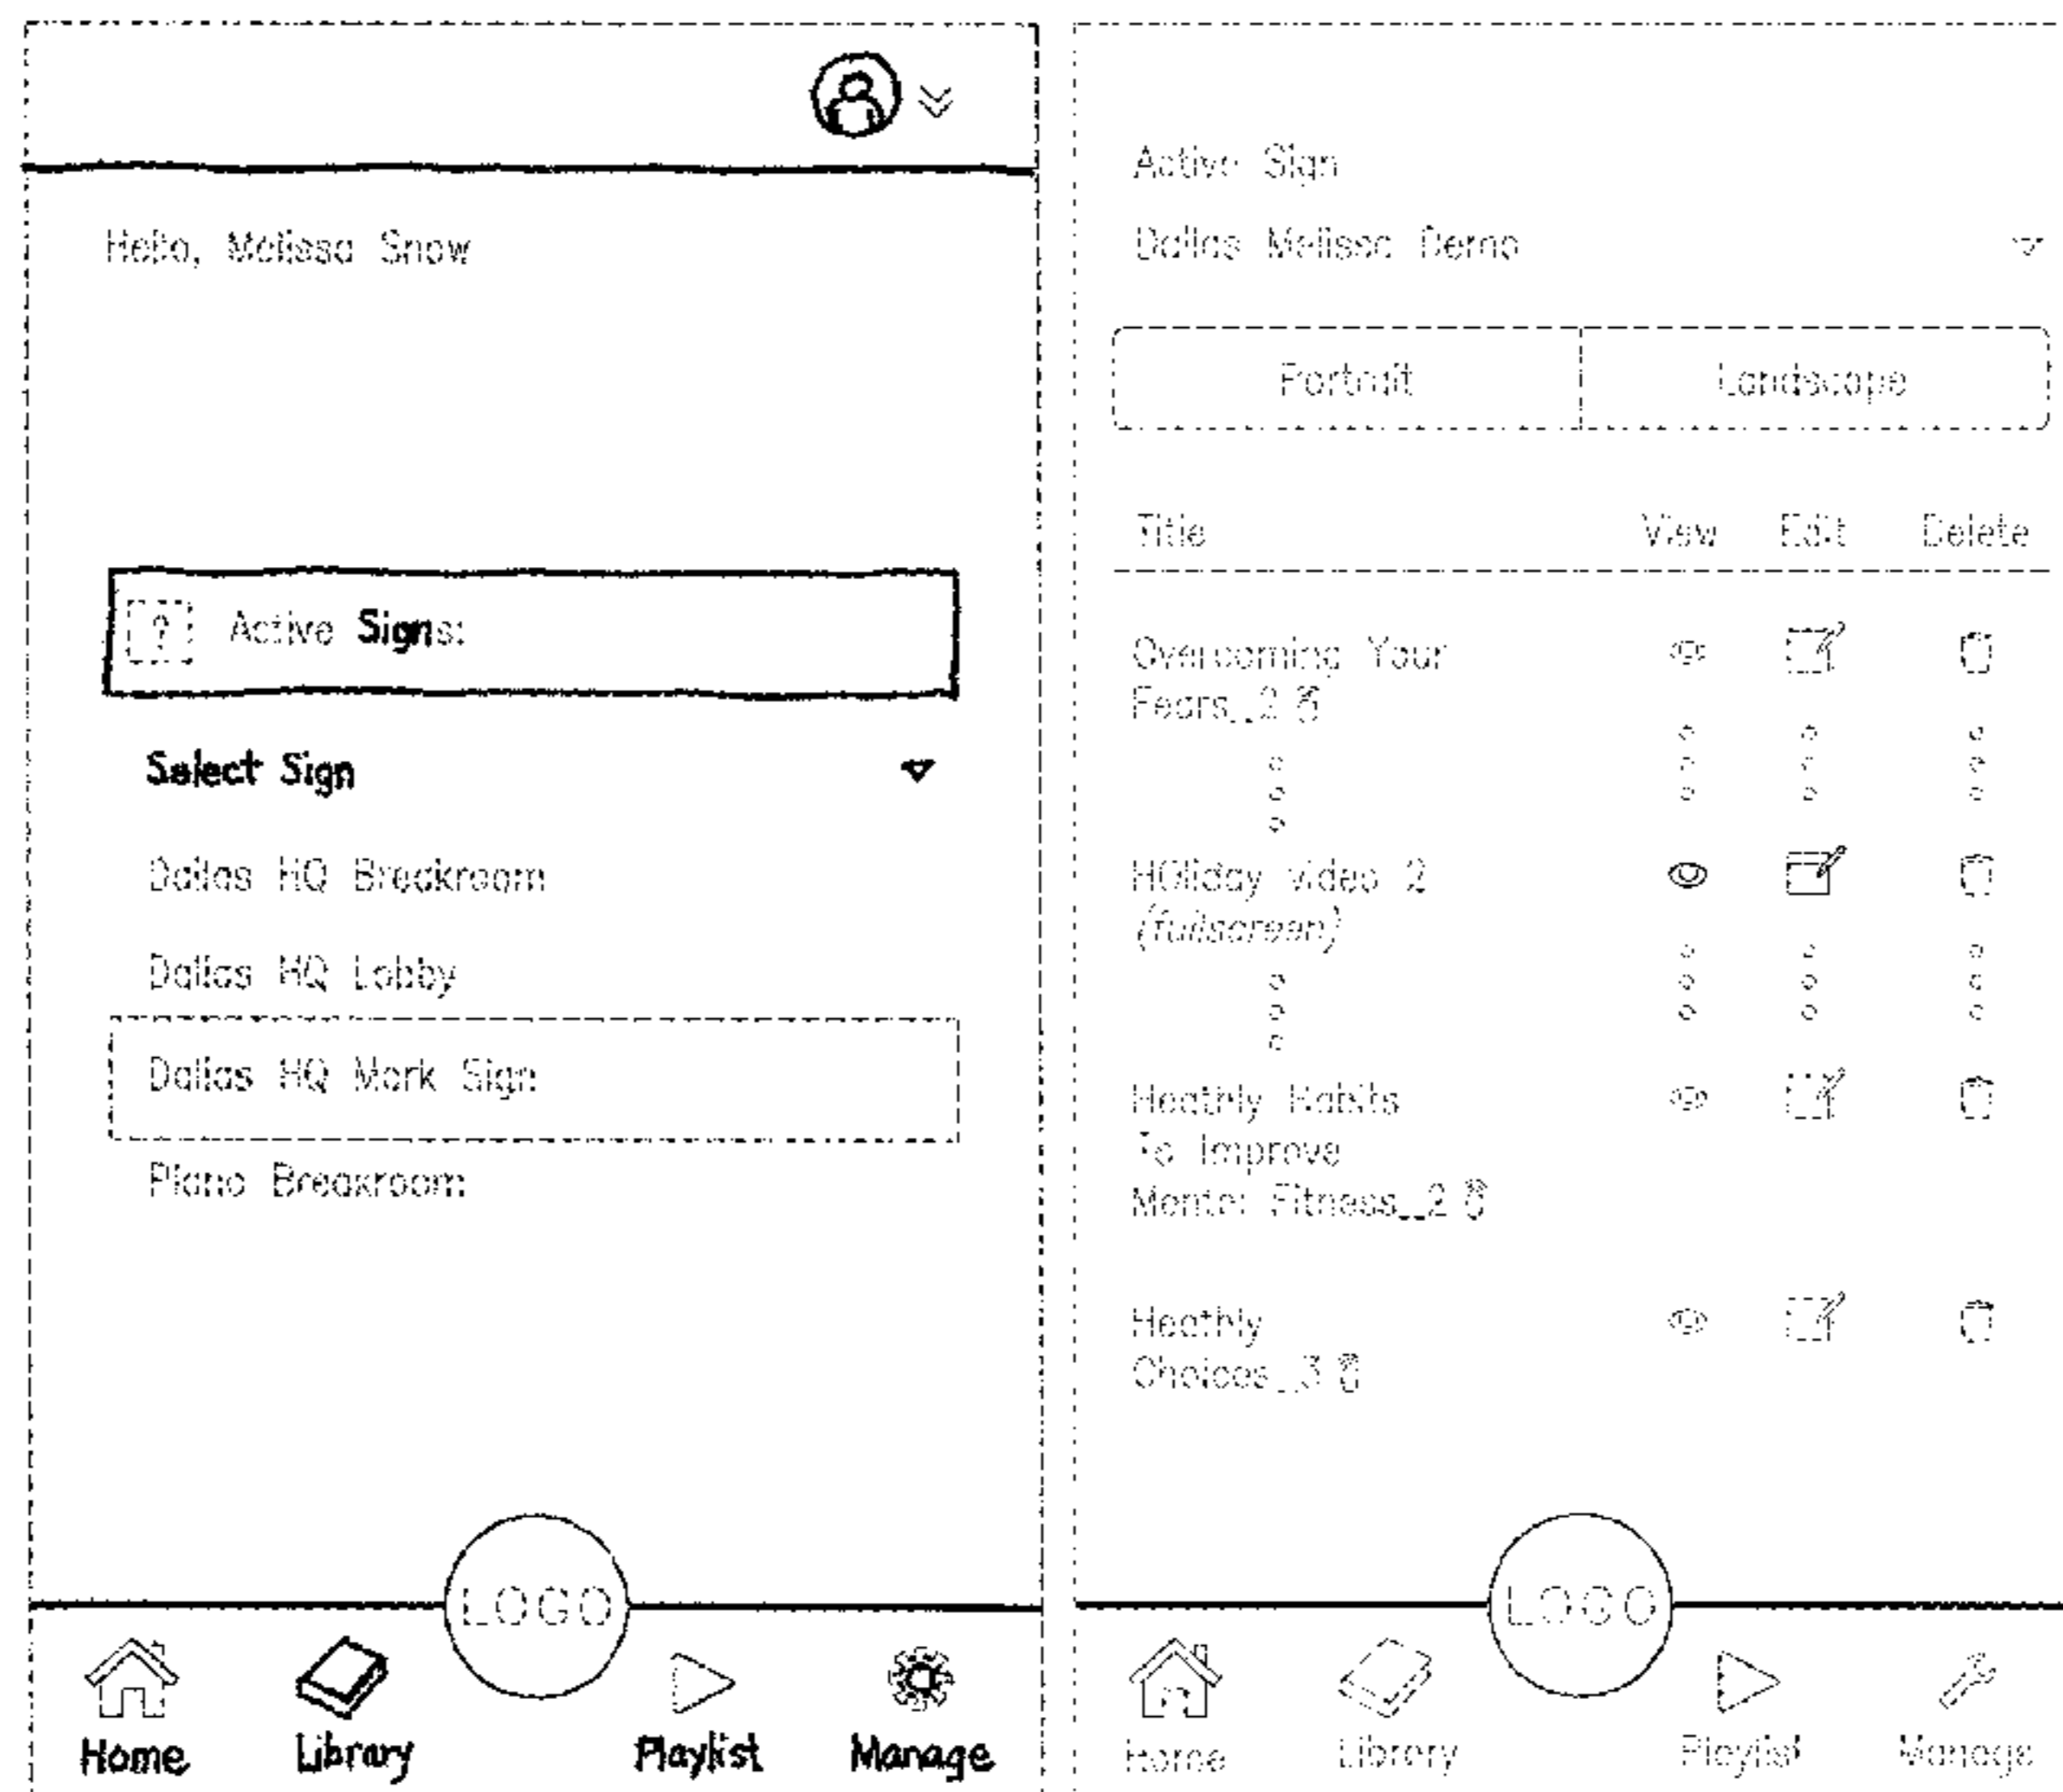 Hello, Melissa Snow
? Active Signs:
Select Sign
Dallas HQ Breakroom
Dallas HQ Lobby
Dallas HQ Mark Sign
Plano Breakroom
LOGO
Home Library Playlist Manage
Active Sign
Dallas Melissa Demo
Portrait Landscape
Title View Edit Delete
Overcoming Your
Fears_2
HOliday video 2
(fullscreen)
Heathly Habits
To Improve
Mental Fitness_2
Heathly
Choices_3
LOGO
Home Library Playlist Manage